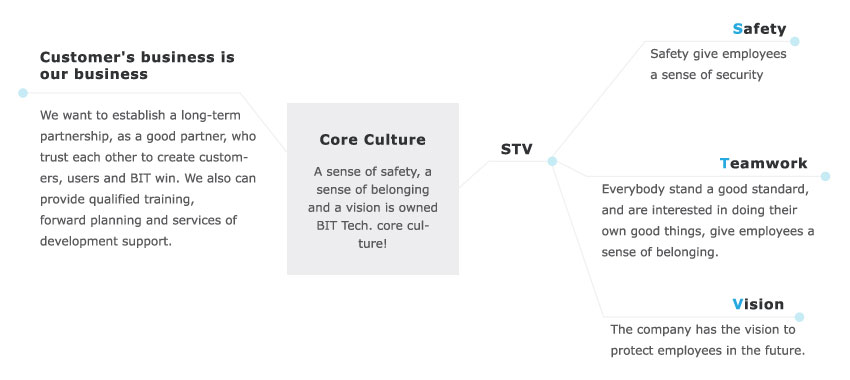 Customer's business is
our business
We want to establish a long-term
partnership, as a good partner, who
trust each other to create custom-
ers, users and BIT win. We also can
provide qualified training,
forward planning and services of
development support.
Core Culture
A sense of safety, a
sense of belonging
and a vision is owned
BIT Tech. core cul-
ture!
STV
Safety
Safety give employees
a sense of security
Teamwork
Everybody stand a good standard,
and are interested in doing their
own good things, give employees a
sense of belonging.
Vision
The company has the vision to
protect employees in the future.